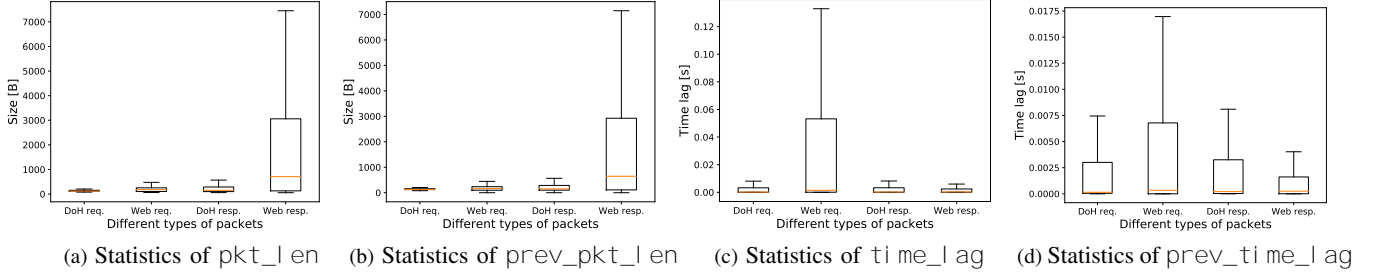 7000
6000
5000
4000
3000
2000
1000
0
Size [B]
DoH req. Web req. DoH resp. Web resp.
Different types of packets
(a) Statistics of pkt_len
7000
6000
5000
4000
3000
2000
1000
0
Size [B]
DoH req. Web req. DoH resp. Web resp.
Different types of packets
(b) Statistics of prev_pkt_len
0.12
0.10
0.08
0.06
0.04
0.02
0.00
Time lag [s]
DoH req. Web req. DoH resp. Web resp.
Different types of packets
(c) Statistics of time_lag
0.0175
0.0150
0.0125
0.0100
0.0075
0.0050
0.0025
0.0000
Time lag [s]
DoH req. Web req. DoH resp. Web resp.
Different types of packets
(d) Statistics of prev_time_lag